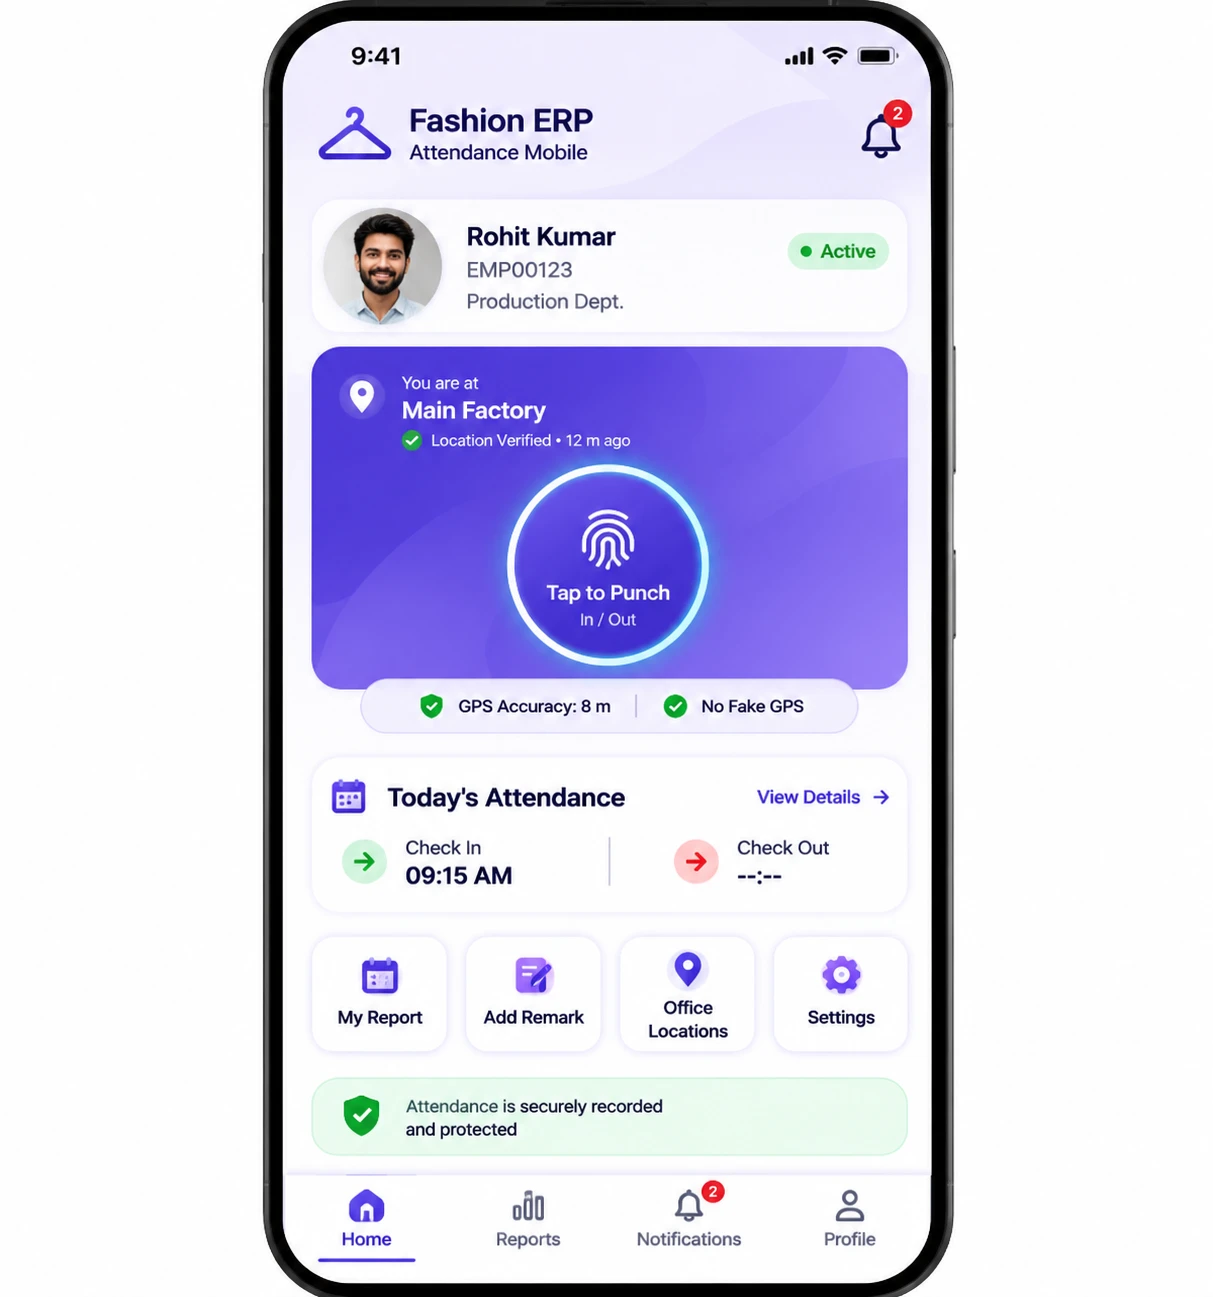 9:41
Fashion ERP
Attendance Mobile
2
Rohit Kumar
EMP00123
Production Dept.
Active
You are at
Main Factory
Location Verified • 12 m ago
Tap to Punch
In / Out
GPS Accuracy: 8 m
No Fake GPS
Today's Attendance
View Details
Check In
09:15 AM
Check Out
--:--
My Report
Add Remark
Office
Locations
Settings
Attendance is securely recorded
and protected
Home
Reports
2
Notifications
Profile